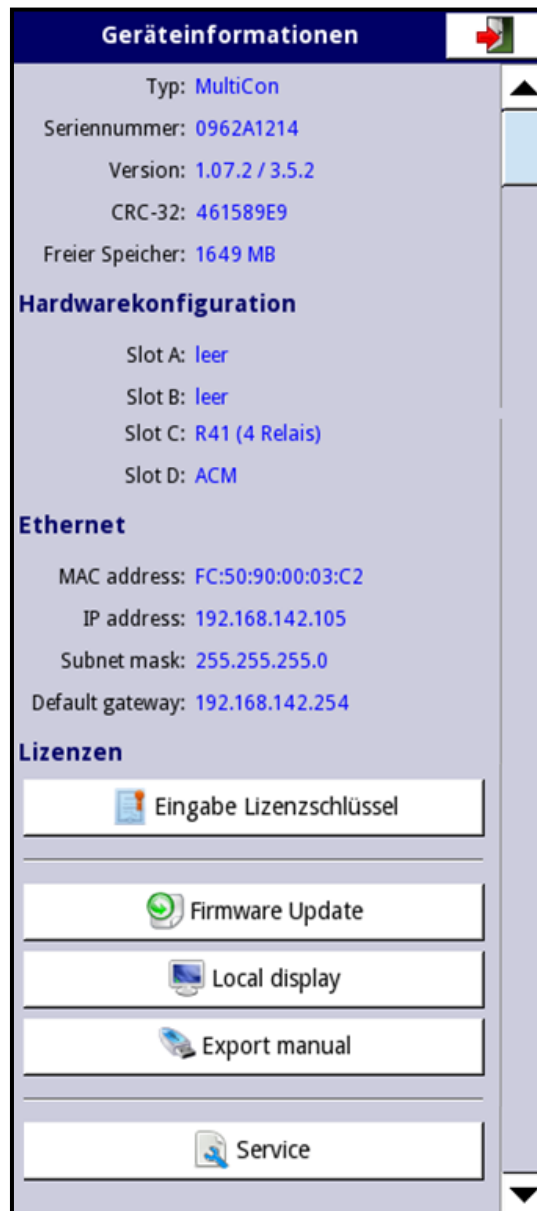 Geräteinformationen
Typ: MultiCon
Seriennummer: 0962A1214
Version: 1.07.2 / 3.5.2
CRC-32: 461589E9
Freier Speicher: 1649 MB
Hardwarekonfiguration
Slot A: leer
Slot B: leer
Slot C: R41 (4 Relais)
Slot D: ACM
Ethernet
MAC address: FC:50:90:00:03:C2
IP address: 192.168.142.105
Subnet mask: 255.255.255.0
Default gateway: 192.168.142.254
Lizenzen
Eingabe Lizenzschlüssel
Firmware Update
Local display
Export manual
Service